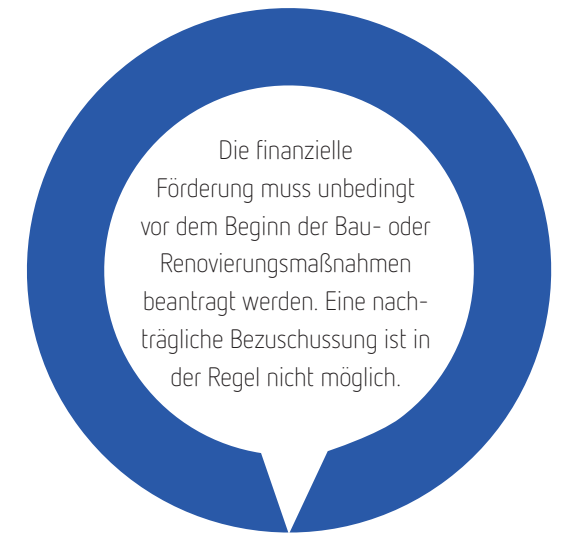 Die finanzielle
Förderung muss unbedingt
vor dem Beginn der Bau- oder
Renovierungsmaßnahmen
beantragt werden. Eine nach-
trägliche Bezuschussung ist in
der Regel nicht möglich.